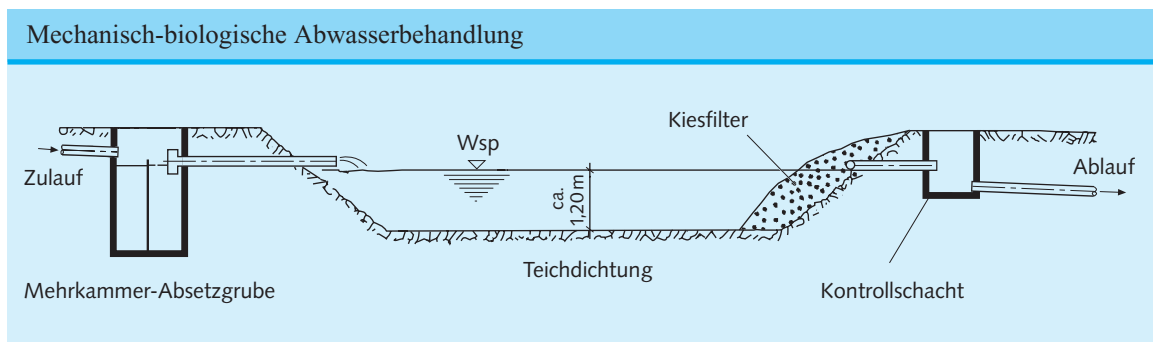 Mechanisch-biologische Abwasserbehandlung
Kiesfilter
Wsp
Zulauf
Ablauf
ca.
1,20 m
Teichdichtung
Mehrkammer-Absetzgrube
Kontrollschacht